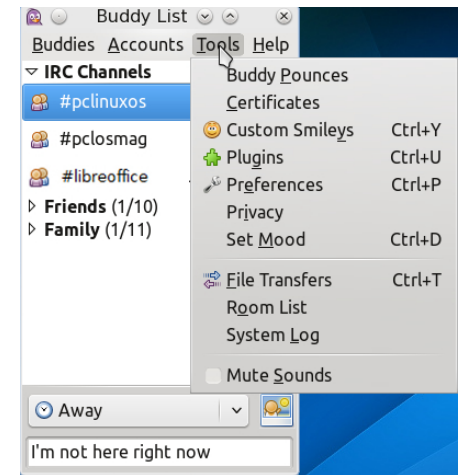 Buddy List
Buddies Accounts Tools Help
IRC Channels
#pclinuxos
#pclosmag
#libreoffice
Friends (1/10)
Family (1/11)
Buddy Pounces
Certificates
Custom Smileys Ctrl+Y
Plugins Ctrl+U
Preferences Ctrl+P
Privacy
Set Mood Ctrl+D
File Transfers Ctrl+T
Room List
System Log
Mute Sounds
Away
I'm not here right now